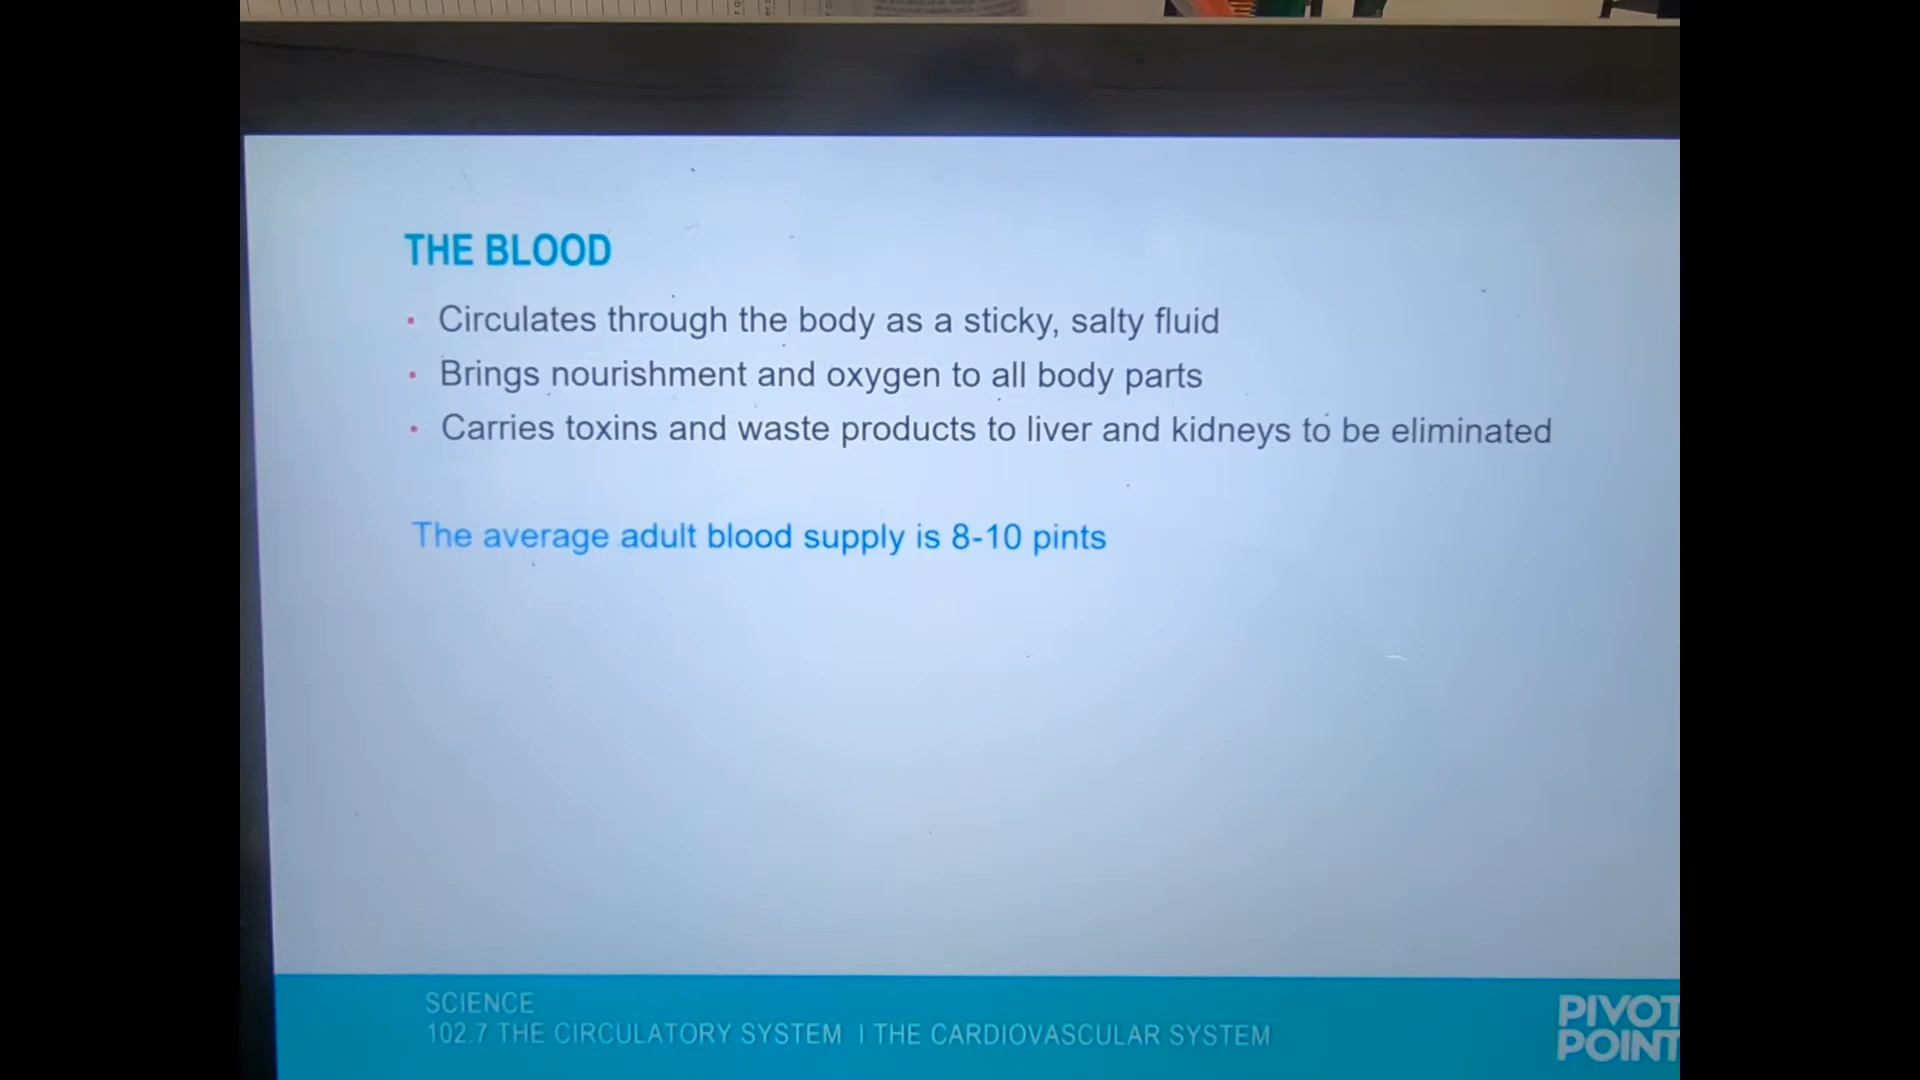 THE BLOOD
• Circulates through the body as a sticky, salty fluid
• Brings nourishment and oxygen to all body parts
• Carries toxins and waste products to liver and kidneys to be eliminated
The average adult blood supply is 8-10 pints
SCIENCE
102.7 THE CIRCULATORY SYSTEM | THE CARDIOVASCULAR SYSTEM
PIVOT
POINT